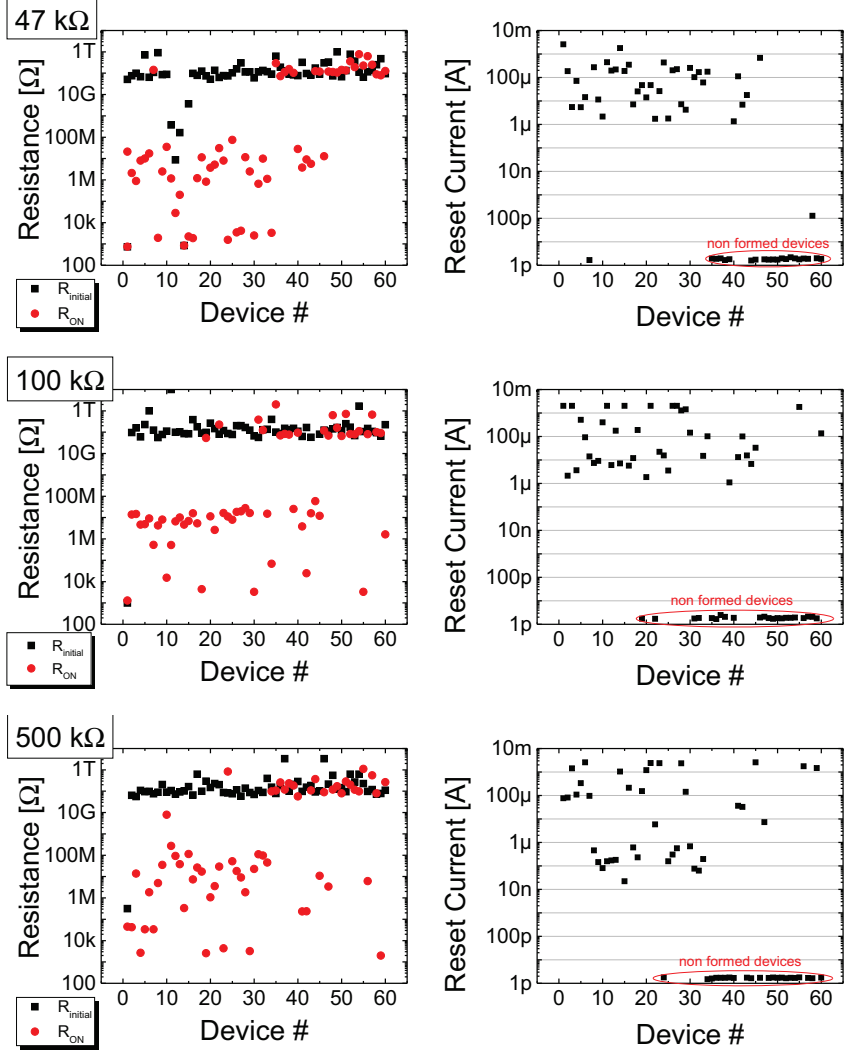 47 kΩ
Resistance [Ω]
1T
10G
100M
1M
10k
100
0 10 20 30 40 50 60
Device #
R_initial
R_ON
Reset Current [A]
10m
100µ
1µ
10n
100p
1p
non formed devices
0 10 20 30 40 50 60
Device #
100 kΩ
Resistance [Ω]
1T
10G
100M
1M
10k
100
0 10 20 30 40 50 60
Device #
R_initial
R_ON
Reset Current [A]
10m
100µ
1µ
10n
100p
1p
non formed devices
0 10 20 30 40 50 60
Device #
500 kΩ
Resistance [Ω]
1T
10G
100M
1M
10k
100
0 10 20 30 40 50 60
Device #
R_initial
R_ON
Reset Current [A]
10m
100µ
1µ
10n
100p
1p
non formed devices
0 10 20 30 40 50 60
Device #